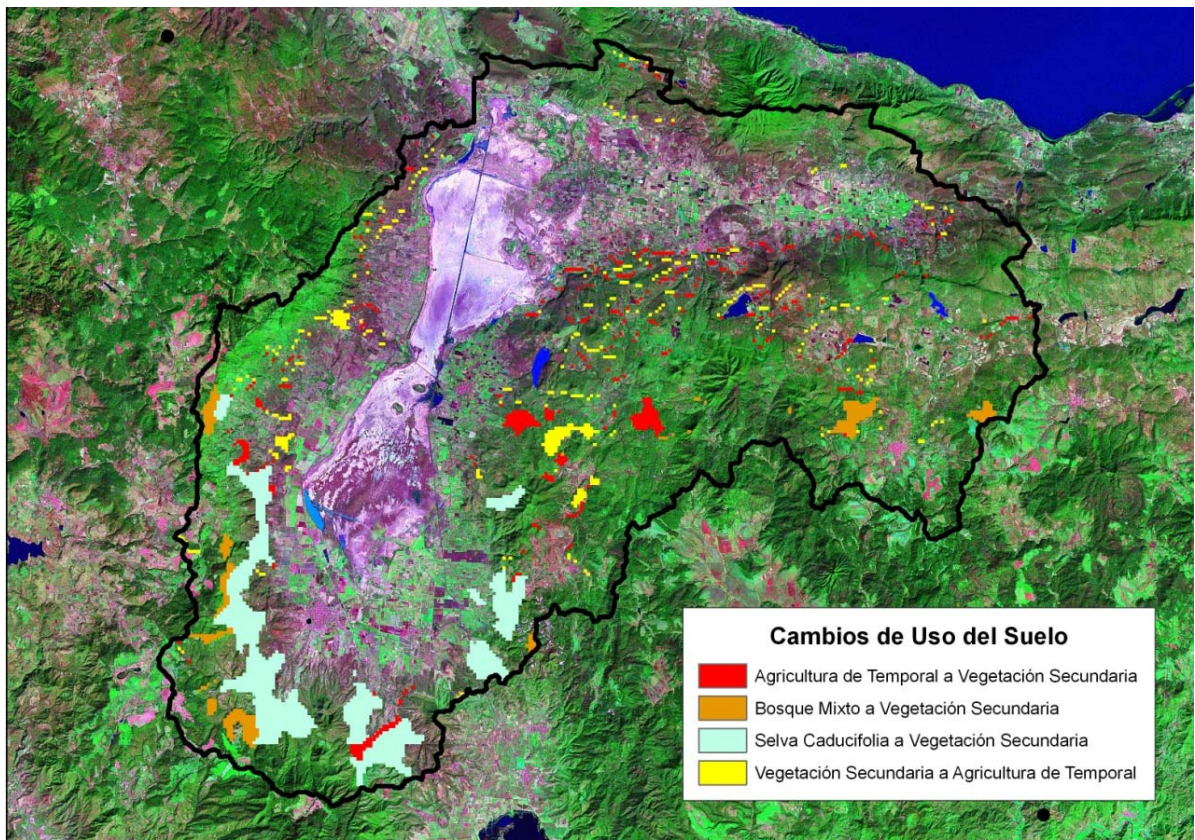 Cambios de Uso del Suelo
Agricultura de Temporal a Vegetación Secundaria
Bosque Mixto a Vegetación Secundaria
Selva Caducifolia a Vegetación Secundaria
Vegetación Secundaria a Agricultura de Temporal